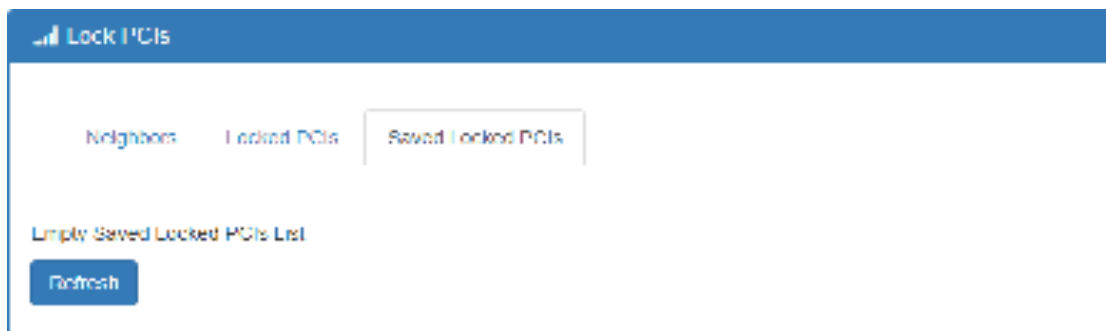 Lock PCIs
Neighbors Locked PCIs Saved Locked PCIs
Empty Saved Locked PCIs List
Refresh